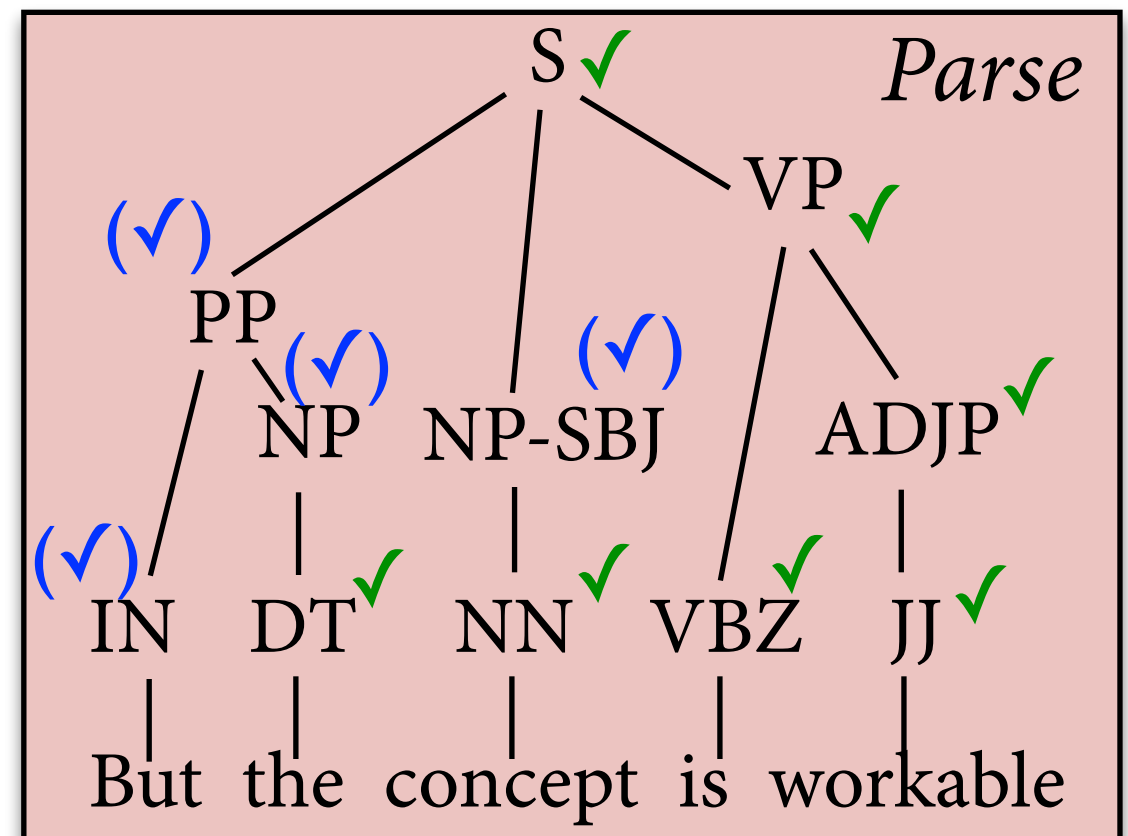 S ✓ Parse
VP ✓
(✓)
PP
(✓) (✓) ✓
NP NP-SBJ ADJP
(✓) ✓ ✓ ✓ ✓
IN DT NN VBZ JJ
But the concept is workable